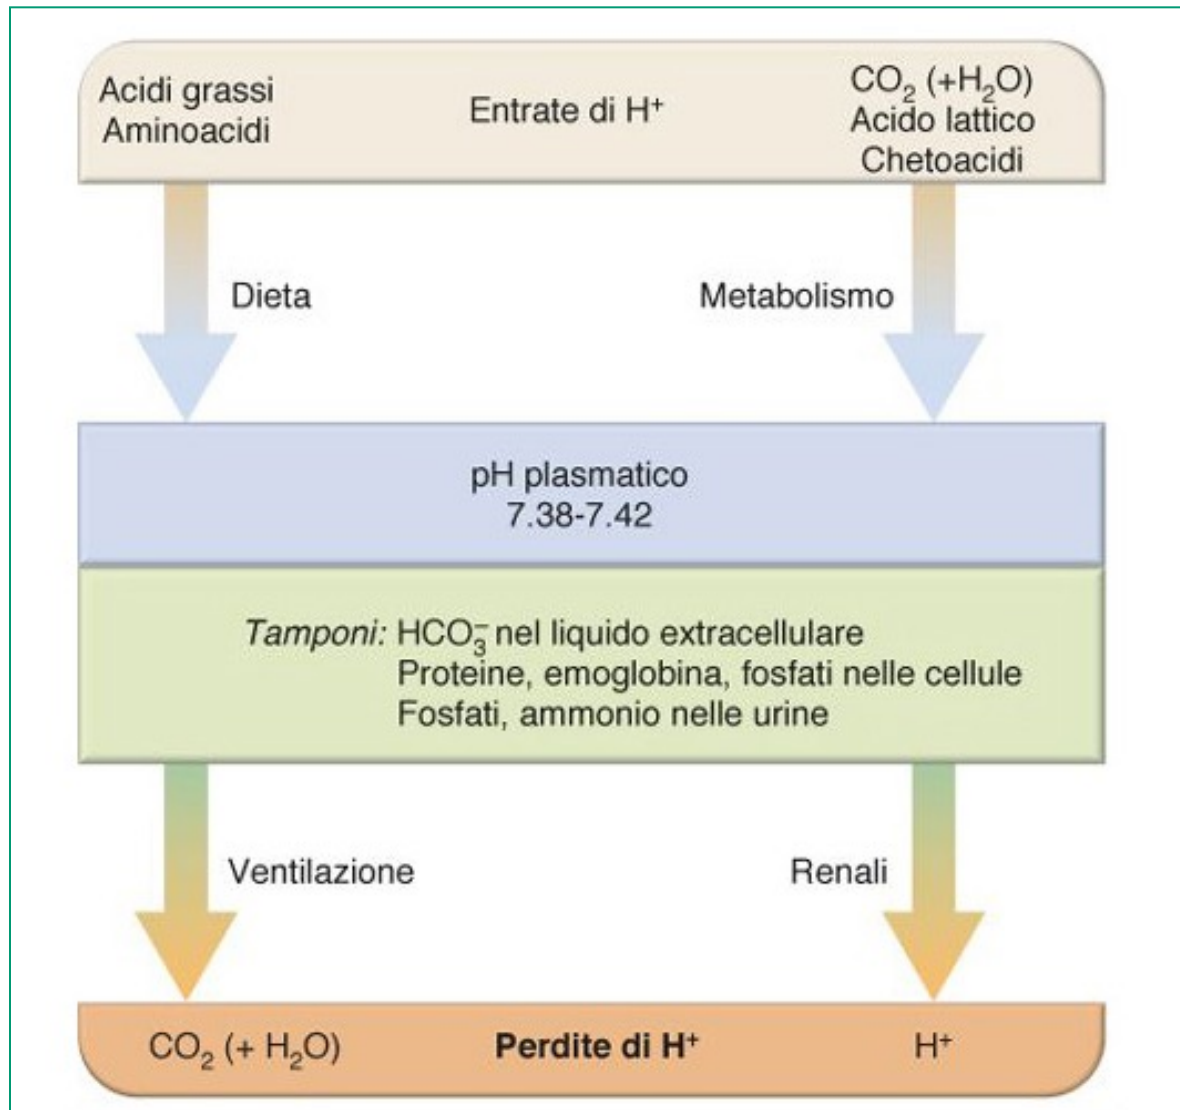 Acidi grassi
Aminoacidi
Entrate di H⁺
CO₂ (+H₂O)
Acido lattico
Chetoacidi
Dieta
Metabolismo
pH plasmatico
7.38-7.42
Tamponi: HCO₃⁻ nel liquido extracellulare
Proteine, emoglobina, fosfati nelle cellule
Fosfati, ammonio nelle urine
Ventilazione
Renali
CO₂ (+ H₂O)
Perdite di H⁺
H⁺